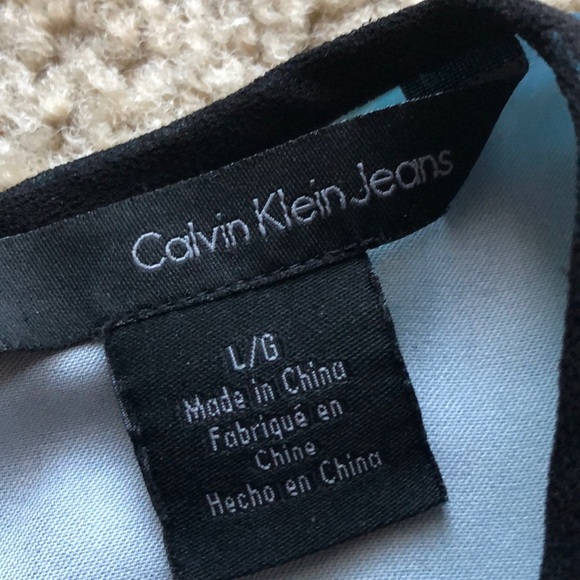 Calvin Klein Jeans
L/G
Made in China
Fabriqué en
Chine
Hecho en China